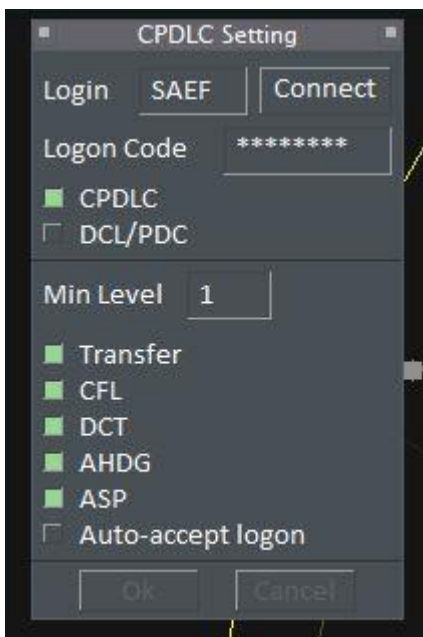 CPDLC Setting
Login SAEF Connect
Logon Code ********
CPDLC
DCL/PDC
Min Level 1
Transfer
CFL
DCT
AHDG
ASP
Auto-accept logon
Ok Cancel